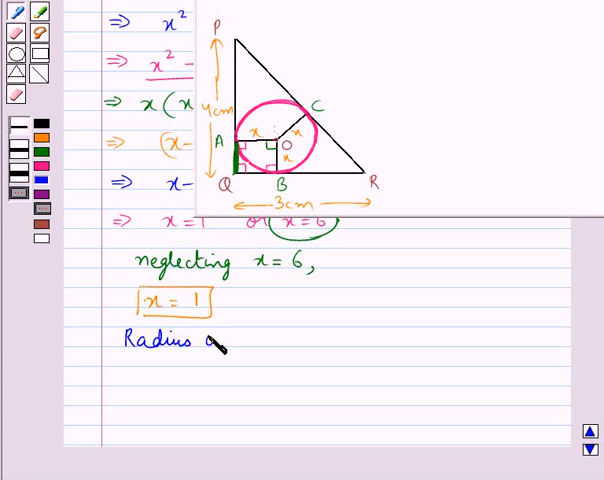 ⇒ x²
⇒ x² –
⇒ x(x
⇒ (x–
⇒ x–
⇒ x = 1 or x = 6
neglecting x = 6,
x = 1
Radius o
P
4cm
C
A x x
O
x
Q B R
3cm